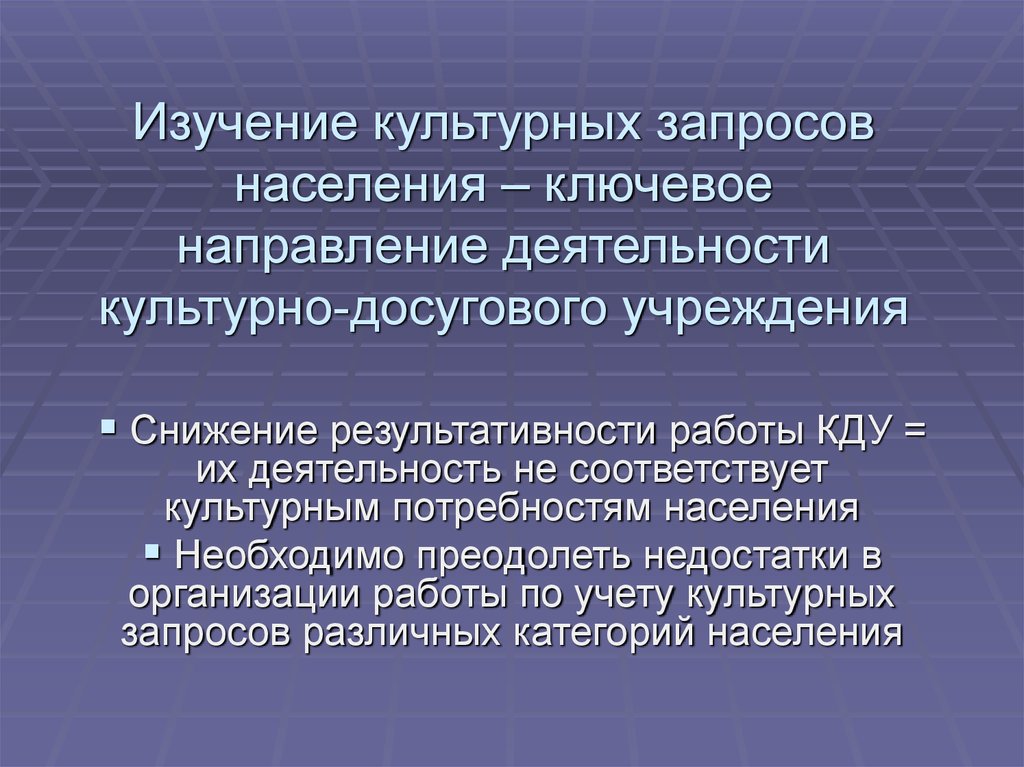 Изучение культурных запросов
населения – ключевое
направление деятельности
культурно-досугового учреждения
▪ Снижение результативности работы КДУ =
их деятельность не соответствует
культурным потребностям населения
▪ Необходимо преодолеть недостатки в
организации работы по учету культурных
запросов различных категорий населения